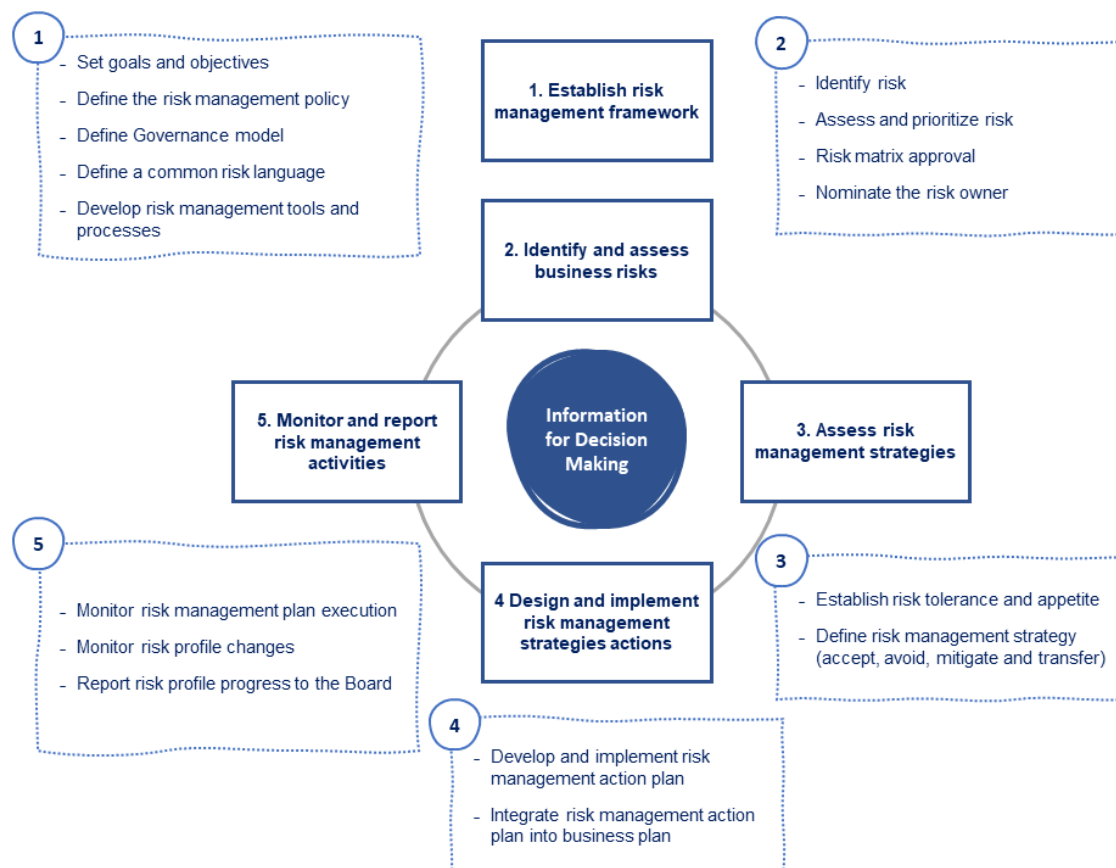 1
- Set goals and objectives
- Define the risk management policy
- Define Governance model
- Define a common risk language
- Develop risk management tools and
processes
1. Establish risk
management framework
2
- Identify risk
- Assess and prioritize risk
- Risk matrix approval
- Nominate the risk owner
2. Identify and assess
business risks
5. Monitor and report
risk management
activities
Information
for Decision
Making
3. Assess risk
management strategies
4 Design and implement
risk management
strategies actions
5
- Monitor risk management plan execution
- Monitor risk profile changes
- Report risk profile progress to the Board
3
- Establish risk tolerance and appetite
- Define risk management strategy
(accept, avoid, mitigate and transfer)
4
- Develop and implement risk
management action plan
- Integrate risk management action
plan into business plan